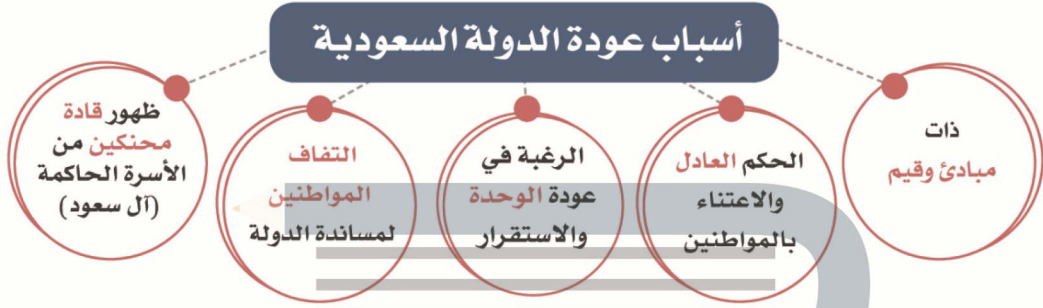 أسباب عودة الدولة السعودية
ذات
مبادئ وقيم
الحكم العادل
والاعتناء
بالمواطنين
الرغبة في
عودة الوحدة
والاستقرار
التفاف
المواطنين
لمساندة الدولة
ظهور قادة
محنكين من
الأسرة الحاكمة
(آل سعود)